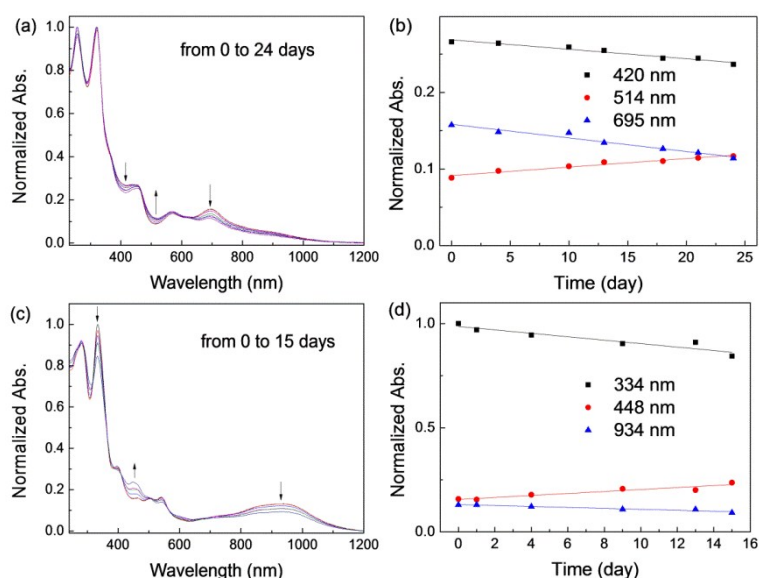 (a)
from 0 to 24 days
Normalized Abs.
1.0
0.8
0.6
0.4
0.2
0.0
400 600 800 1000 1200
Wavelength (nm)
(b)
Normalized Abs.
0.2
0.1
0.0
420 nm
514 nm
695 nm
0 5 10 15 20 25
Time (day)
(c)
from 0 to 15 days
Normalized Abs.
1.0
0.8
0.6
0.4
0.2
0.0
400 600 800 1000 1200
Wavelength (nm)
(d)
Normalized Abs.
1.0
0.5
0.0
334 nm
448 nm
934 nm
0 2 4 6 8 10 12 14 16
Time (day)